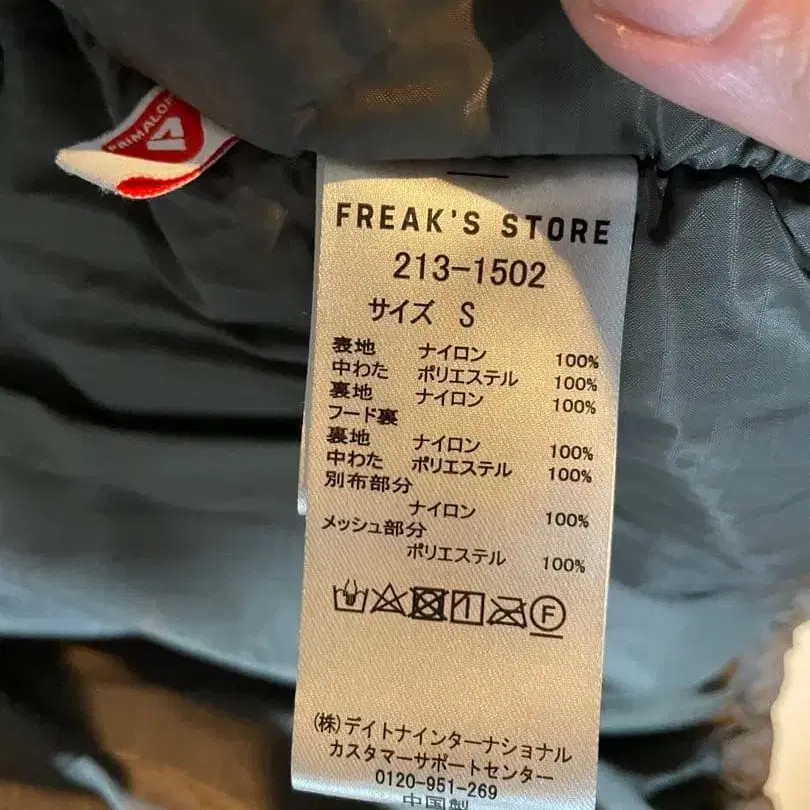 PRIMALOFT
FREAK'S STORE
213-1502
サイズ S
表地 ナイロン 100%
中わた ポリエステル 100%
裏地 ナイロン 100%
フード裏
裏地 ナイロン 100%
中わた ポリエステル 100%
別布部分
ナイロン 100%
メッシュ部分
ポリエステル 100%
F
(株)デイトナインターナショナル
カスタマーサポートセンター
0120-951-269
中国製